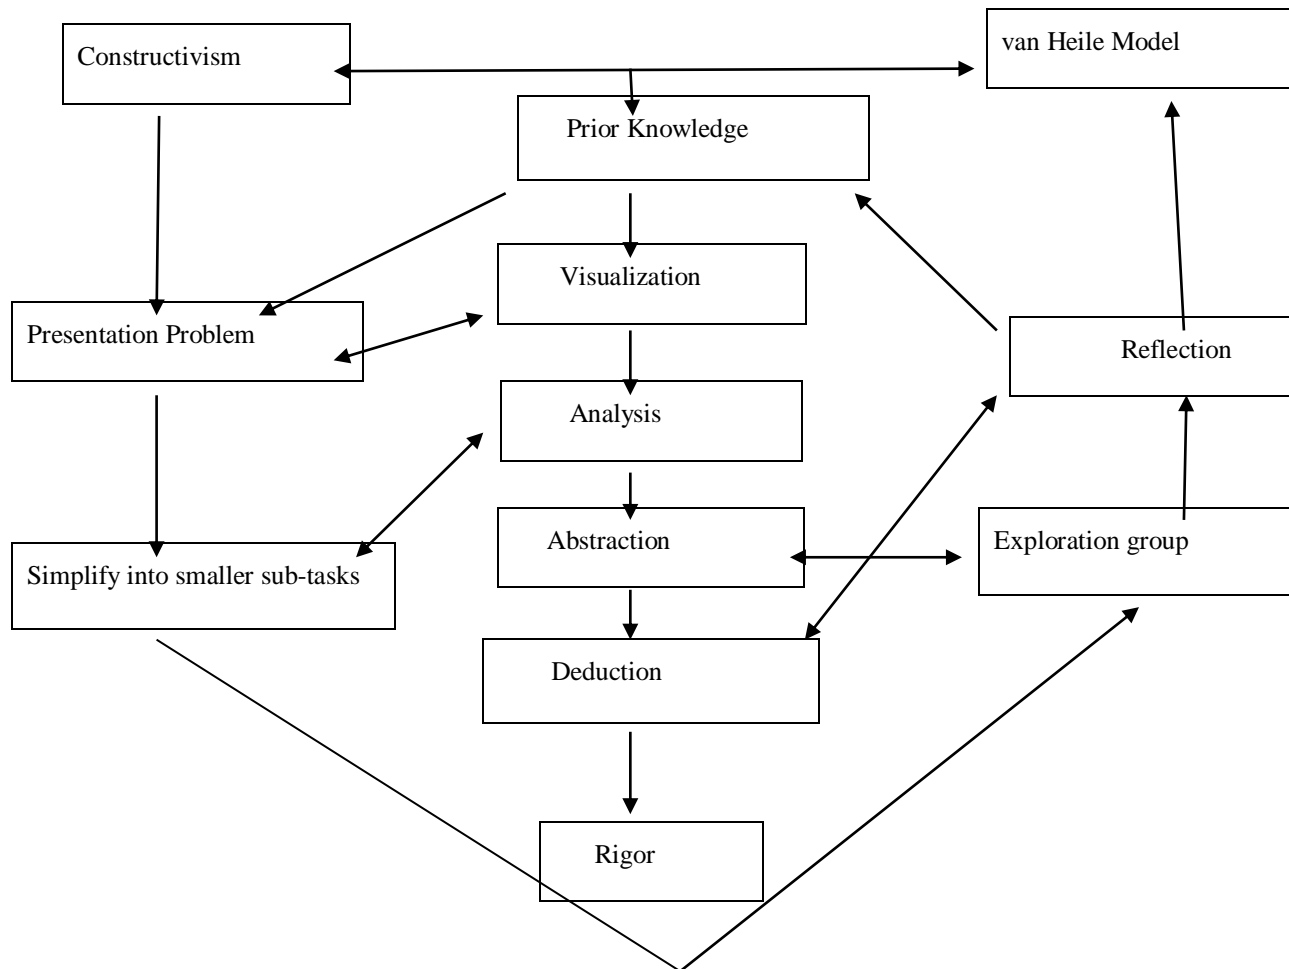 Constructivism
van Heile Model
Prior Knowledge
Visualization
Presentation Problem
Reflection
Analysis
Abstraction
Exploration group
Simplify into smaller sub-tasks
Deduction
Rigor